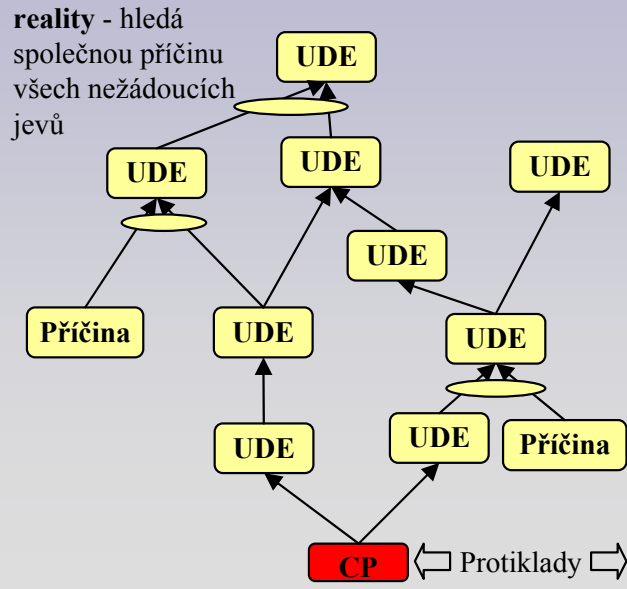 reality - hledá
společnou příčinu
všech nežádoucích
jevů
UDE
UDE
UDE
UDE
UDE
Příčina
UDE
UDE
UDE
UDE
Příčina
CP
Protiklady